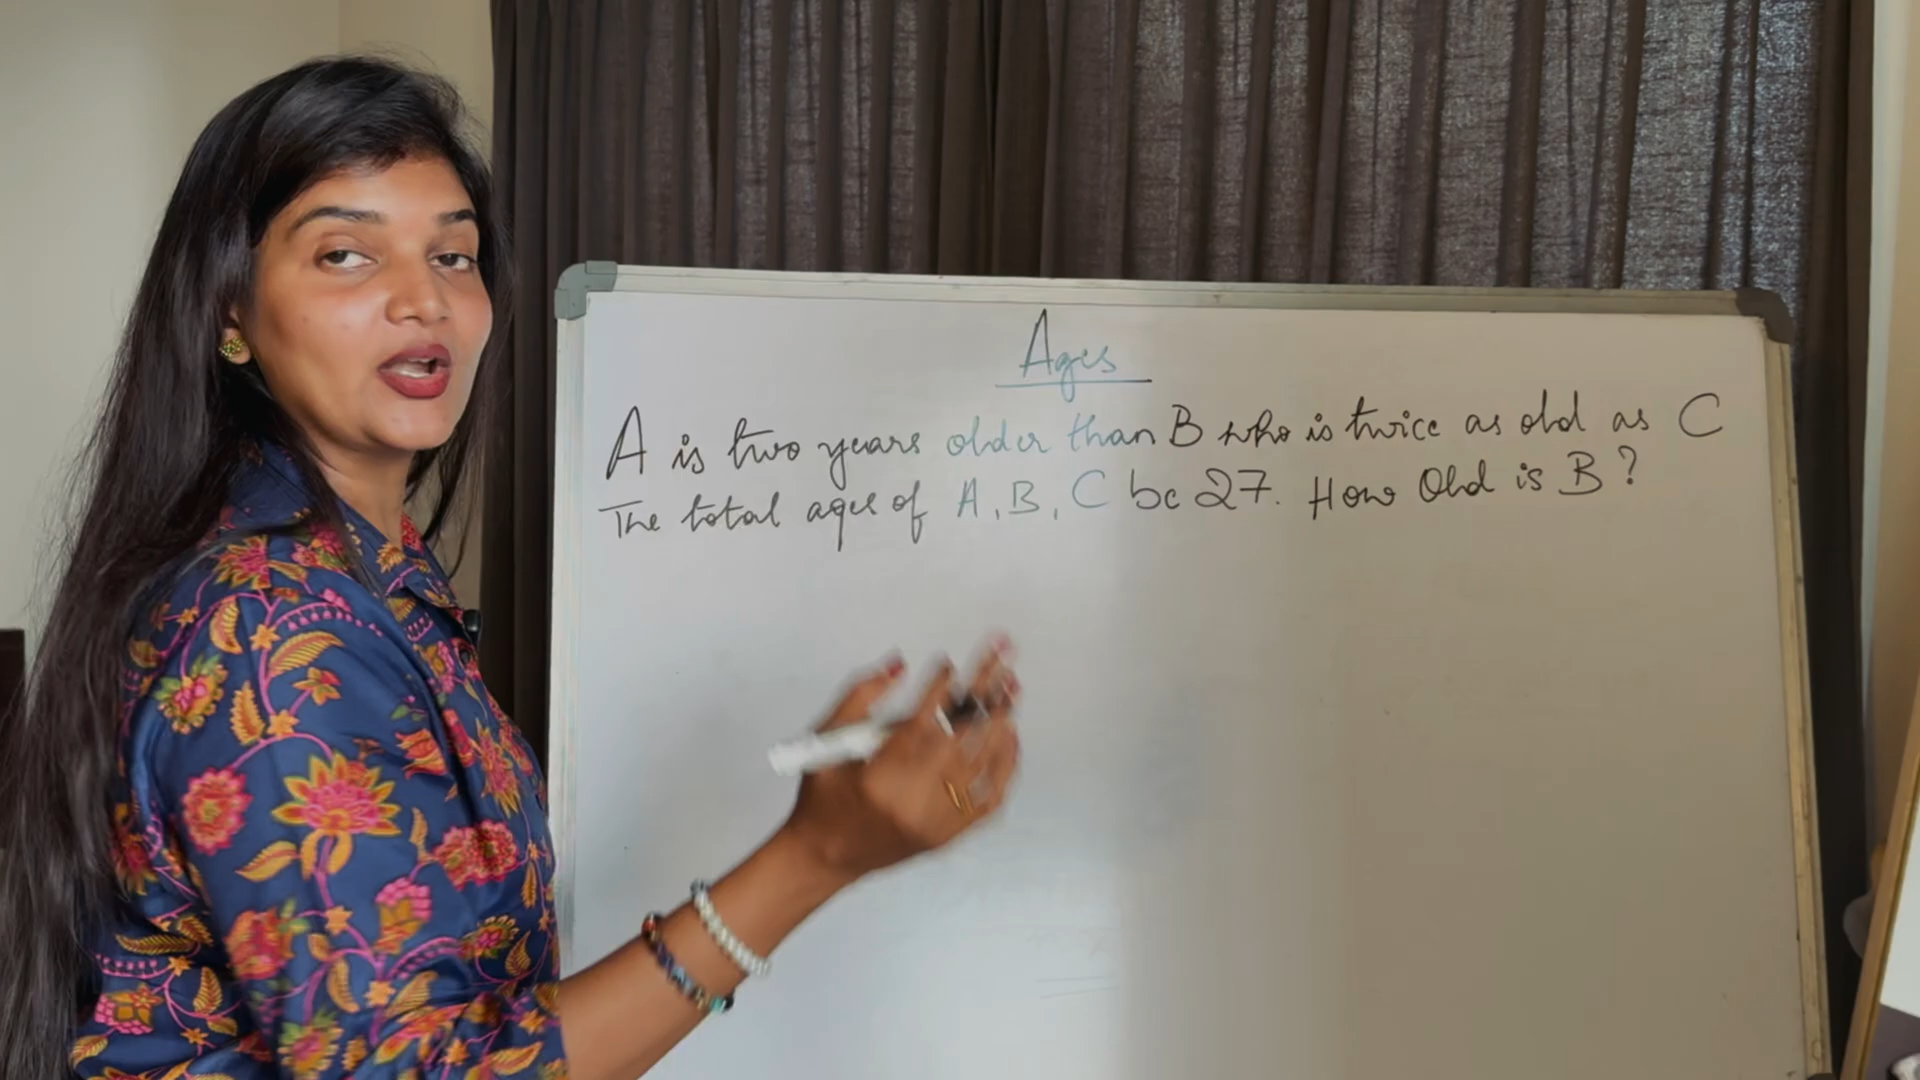 Ages
A is two years older than B who is twice as old as C
The total ages of A, B, C be 27. How Old is B?